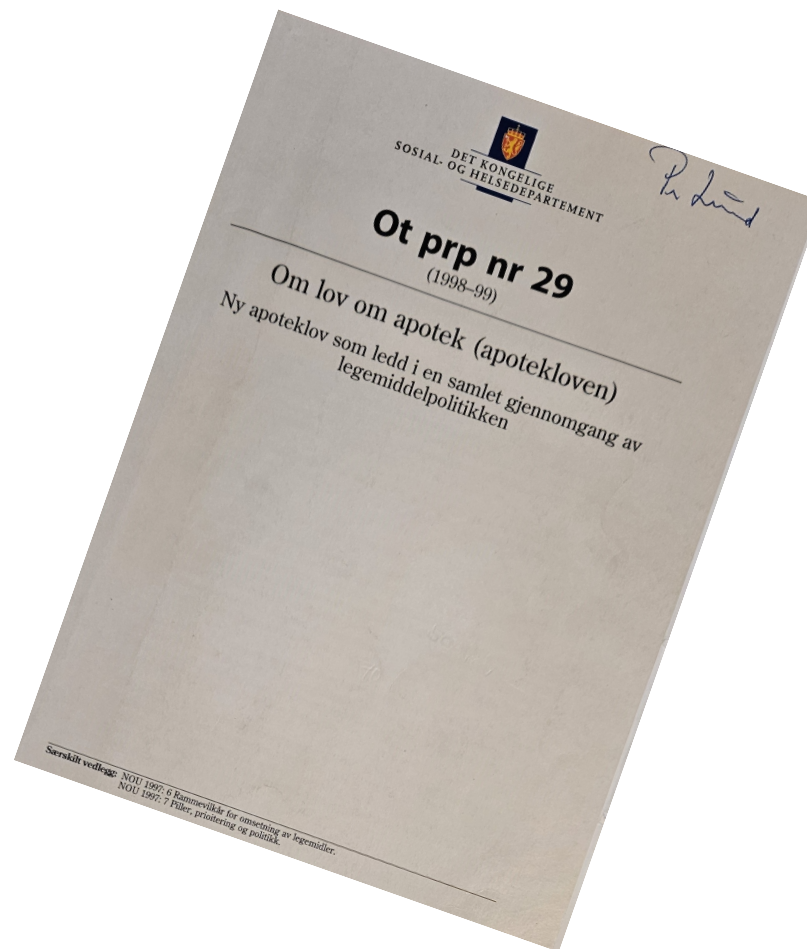 DET KONGELIGE
SOSIAL- OG HELSEDEPARTEMENT
Lund
Ot prp nr 29
(1998–99)
Om lov om apotek (apotekloven)
Ny apoteklov som ledd i en samlet gjennomgang av
legemiddelpolitikken
Særskilt vedlegg: NOU 1997: 6 Rammevilkår for omsetning av legemidler.
NOU 1997: 7 Piller, prioitering og politikk.